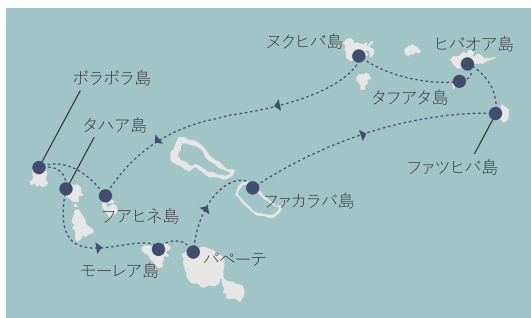 ヌクヒバ島
ヒバオア島
ボラボラ島
タフアタ島
タハア島
ファツヒバ島
ファカラバ島
フアヒネ島
パペーテ
モーレア島